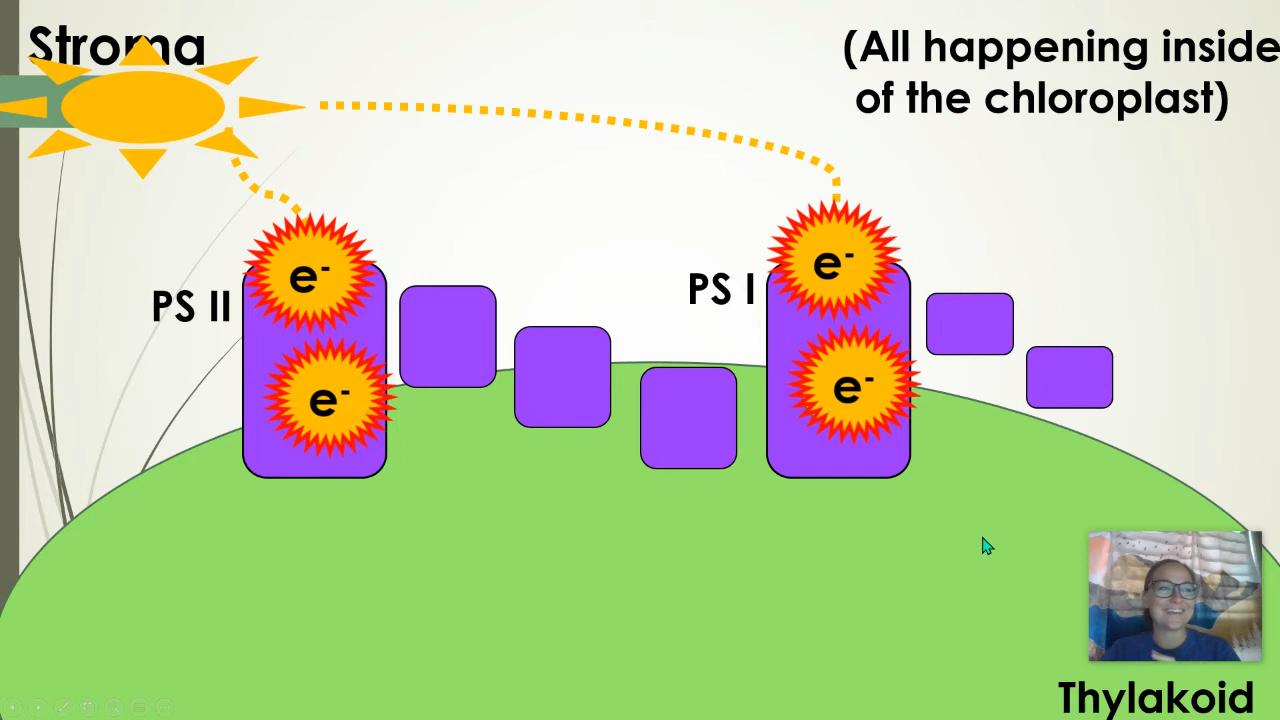 Stroma
(All happening inside
of the chloroplast)
PS II
e-
e-
PS I
e-
e-
Thylakoid